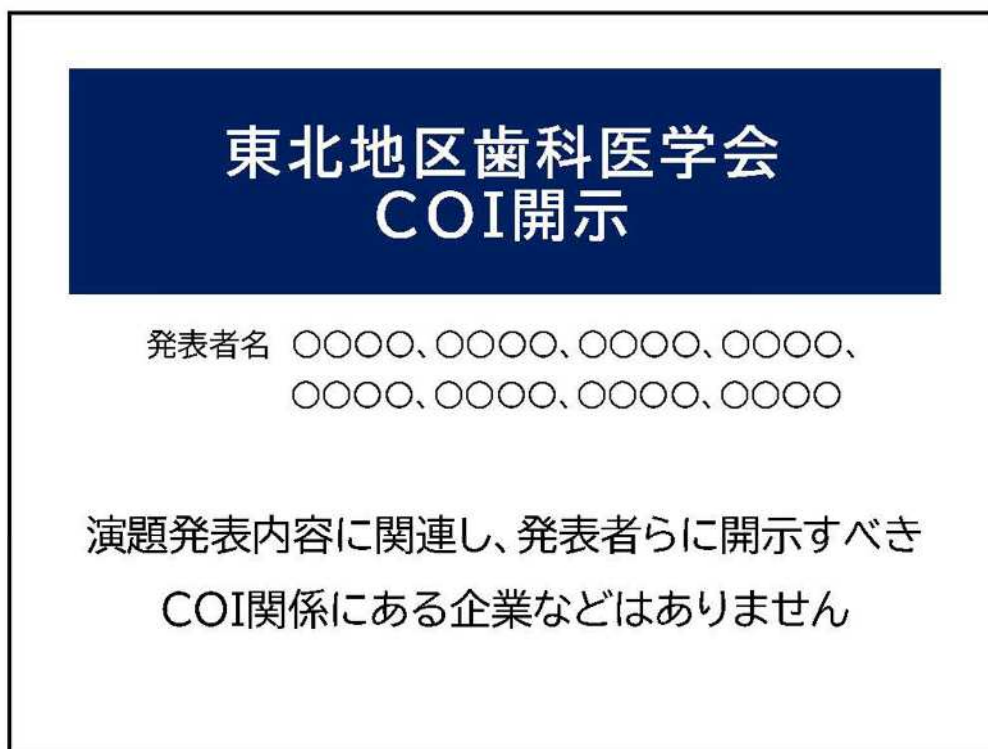 東北地区歯科医学会
COI開示
発表者名 ○○○○、○○○○、○○○○、○○○○、
○○○○、○○○○、○○○○、○○○○
演題発表内容に関連し、発表者らに開示すべき
COI関係にある企業などはありません